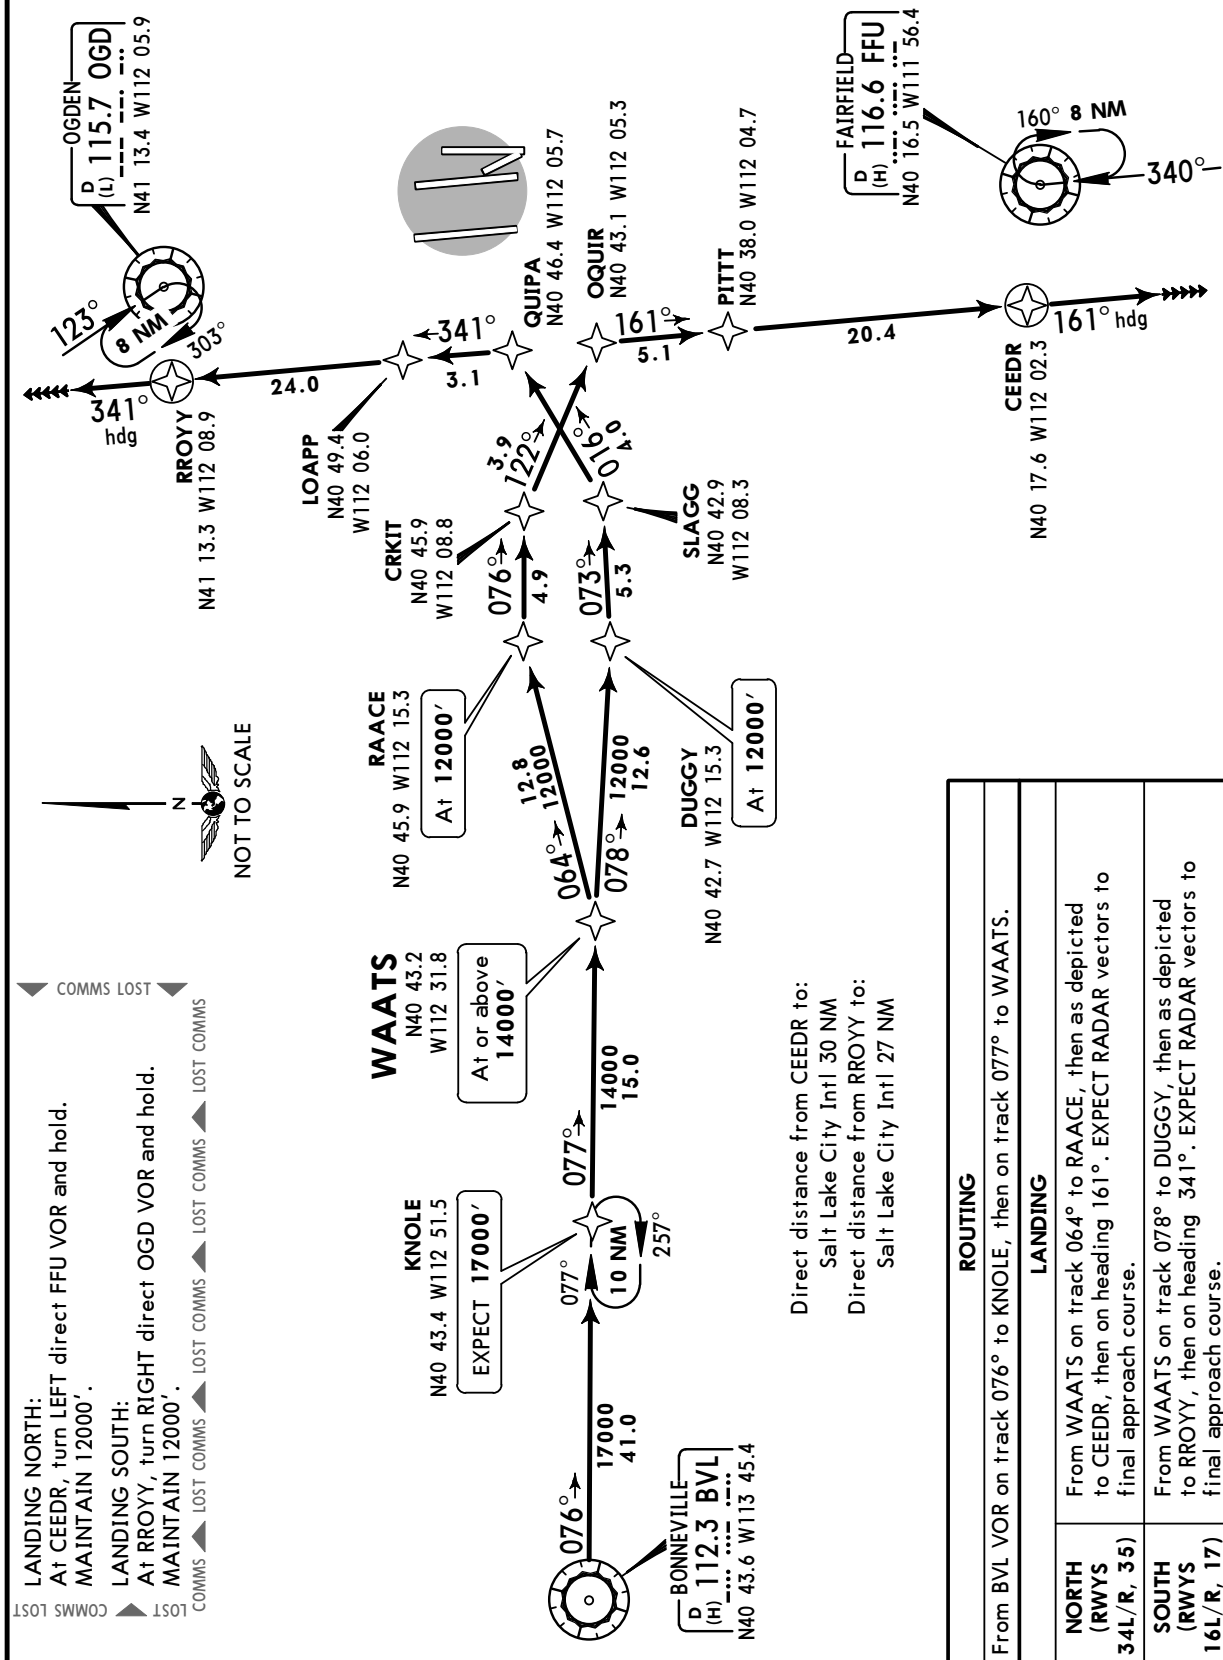 LANDING NORTH:
At CEEDR, turn LEFT direct FFU VOR and hold.
MAINTAIN 12000'.
LANDING SOUTH:
At RROYY, turn RIGHT direct OGD VOR and hold.
MAINTAIN 12000'.
LOST COMMS LOST COMMS LOST COMMS LOST COMMS LOST COMMS
LOST COMMS
COMMS LOST
N
NOT TO SCALE
OGDEN
D
(L) 115.7 OGD
N41 13.4 W112 05.9
123°
8 NM
303°
341°
hdg
RROYY
N41 13.3 W112 08.9
24.0
LOAPP
N40 49.4
W112 06.0
341°
3.1
QUIPA
N40 46.4 W112 05.7
OQUIR
N40 43.1 W112 05.3
161°
5.1
PITTT
N40 38.0 W112 04.7
20.4
CEEDR
N40 17.6 W112 02.3
161° hdg
FAIRFIELD
D
(H) 116.6 FFU
N40 16.5 W111 56.4
160° 8 NM
340°
CRKIT
N40 45.9
W112 08.8
3.9
122°
016°
4.0
SLAGG
N40 42.9
W112 08.3
076°
4.9
073°
5.3
RAACE
N40 45.9 W112 15.3
At 12000'
12.8
12000
064°
078°
12000
12.6
DUGGY
N40 42.7 W112 15.3
At 12000'
WAATS
N40 43.2
W112 31.8
At or above
14000'
077°
14000
15.0
KNOLE
N40 43.4 W112 51.5
EXPECT 17000'
077°
10 NM
257°
076°
17000
41.0
BONNEVILLE
D
(H) 112.3 BVL
N40 43.6 W113 45.4
Direct distance from CEEDR to:
Salt Lake City Intl 30 NM
Direct distance from RROYY to:
Salt Lake City Intl 27 NM
ROUTING
From BVL VOR on track 076° to KNOLE, then on track 077° to WAATS.
LANDING
NORTH
(RWYS
34L/R, 35)
From WAATS on track 064° to RAACE, then as depicted
to CEEDR, then on heading 161°. EXPECT RADAR vectors to
final approach course.
SOUTH
(RWYS
16L/R, 17)
From WAATS on track 078° to DUGGY, then as depicted
to RROYY, then on heading 341°. EXPECT RADAR vectors to
final approach course.